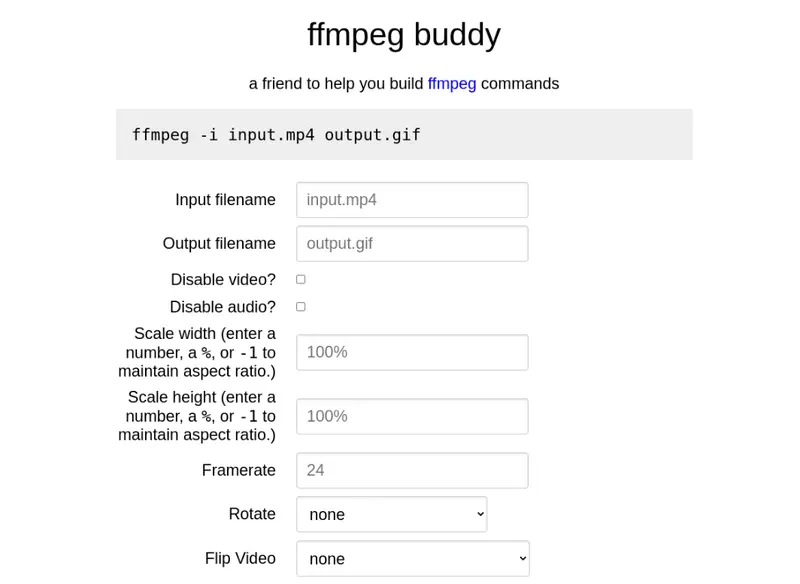 ffmpeg buddy
a friend to help you build ffmpeg commands
ffmpeg -i input.mp4 output.gif
Input filename
input.mp4
Output filename
output.gif
Disable video?
Disable audio?
Scale width (enter a
number, a %, or -1 to
maintain aspect ratio.)
100%
Scale height (enter a
number, a %, or -1 to
maintain aspect ratio.)
100%
Framerate
24
Rotate
none
Flip Video
none